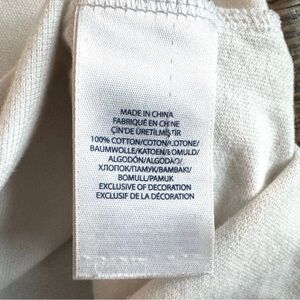 MADE IN CHINA
FABRIQUÉ EN CHINE
ÇİN'DE ÜRETİLMİŞTİR
100% COTTON/COTON/COTONE/
BAUMWOLLE/KATOEN/BOMULD/
ALGODÓN/ALGODÃO/
ХЛОПОК/ПАМУК/ΒΑΜΒΑΚΙ/
BOMULL/PAMUK
EXCLUSIVE OF DECORATION
EXCLUSIF DE LA DÉCORATION